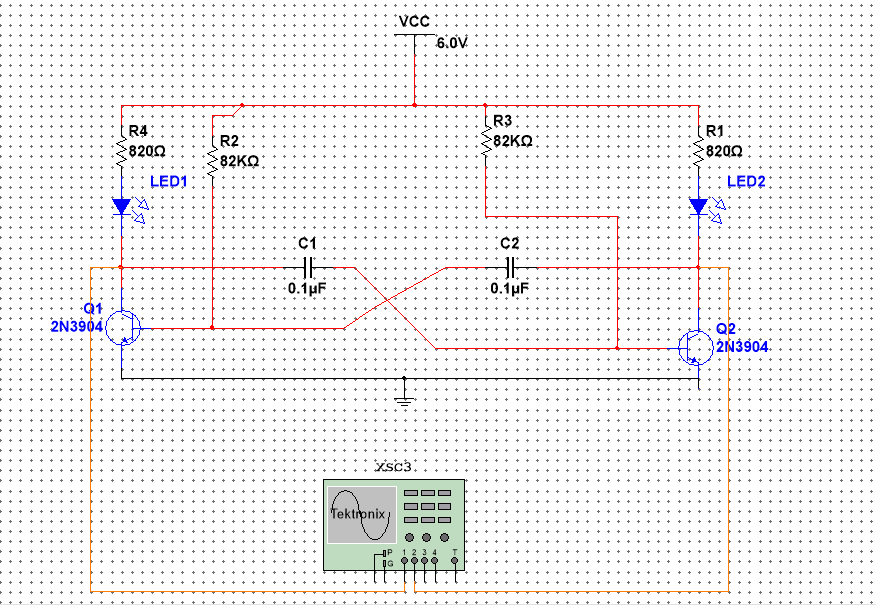 VCC
6.0V
R4
820Ω
R2
82KΩ
R3
82KΩ
R1
820Ω
LED1
LED2
C1
0.1µF
C2
0.1µF
Q1
2N3904
Q2
2N3904
XSC3
Tektronix
P
G
1 2 3 4 T